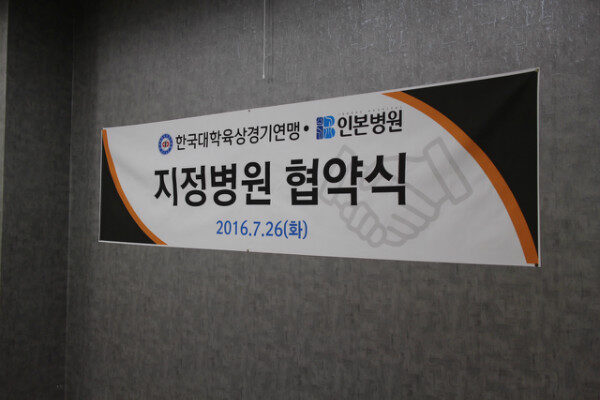 한국대학육상경기연맹 • 인본병원
지정병원 협약식
2016.7.26(화)